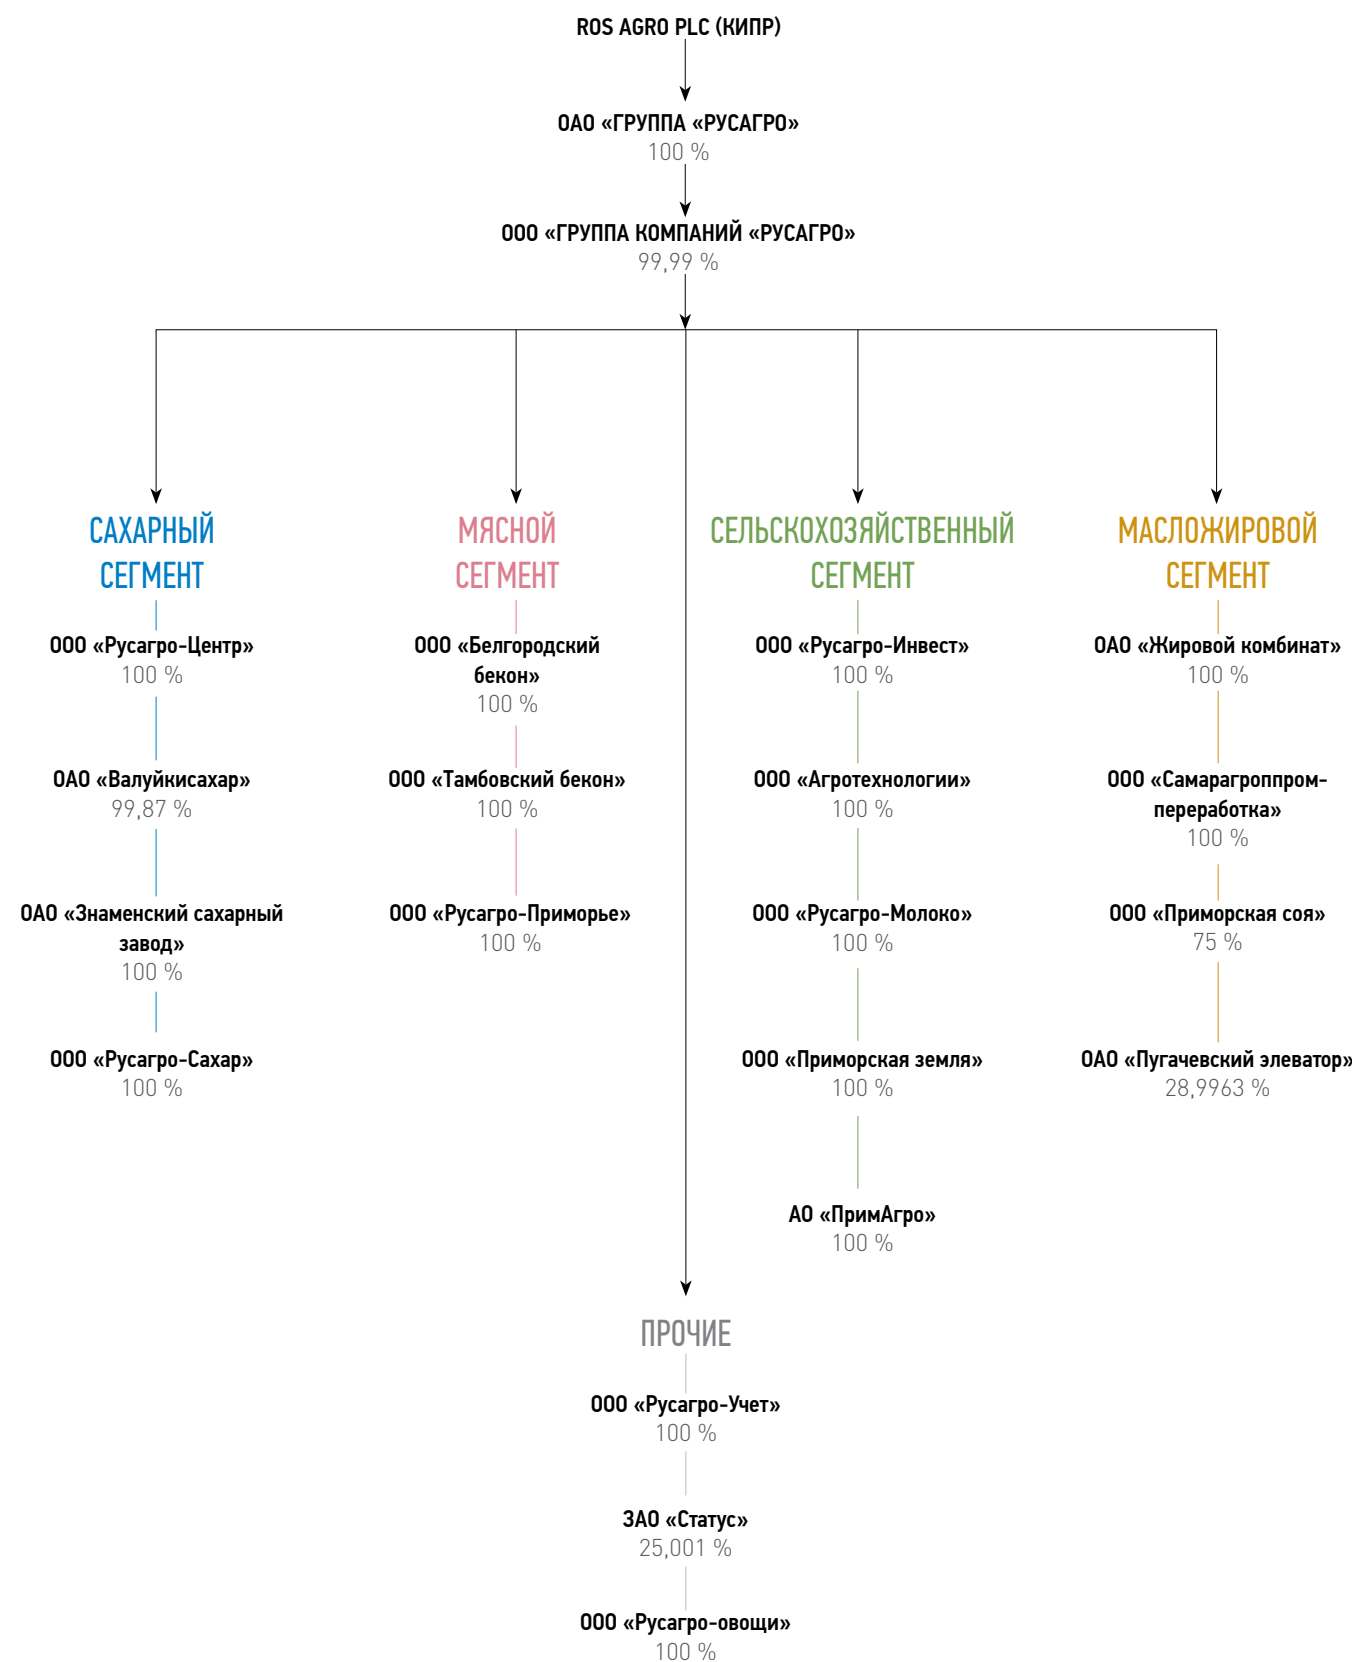 ROS AGRO PLC (КИПР)
ОАО «ГРУППА «РУСАГРО»
100 %
ООО «ГРУППА КОМПАНИЙ «РУСАГРО»
99,99 %
САХАРНЫЙ
СЕГМЕНТ
ООО «Русагро-Центр»
100 %
ОАО «Валуйкисахар»
99,87 %
ОАО «Знаменский сахарный
завод»
100 %
ООО «Русагро-Сахар»
100 %
МЯСНОЙ
СЕГМЕНТ
ООО «Белгородский
бекон»
100 %
ООО «Тамбовский бекон»
100 %
ООО «Русагро-Приморье»
100 %
СЕЛЬСКОХОЗЯЙСТВЕННЫЙ
СЕГМЕНТ
ООО «Русагро-Инвест»
100 %
ООО «Агротехнологии»
100 %
ООО «Русагро-Молоко»
100 %
ООО «Приморская земля»
100 %
АО «ПримАгро»
100 %
МАСЛОЖИРОВОЙ
СЕГМЕНТ
ОАО «Жировой комбинат»
100 %
ООО «Самарагроппром-
переработка»
100 %
ООО «Приморская соя»
75 %
ОАО «Пугачевский элеватор»
28,9963 %
ПРОЧИЕ
ООО «Русагро-Учет»
100 %
ЗАО «Статус»
25,001 %
ООО «Русагро-овощи»
100 %